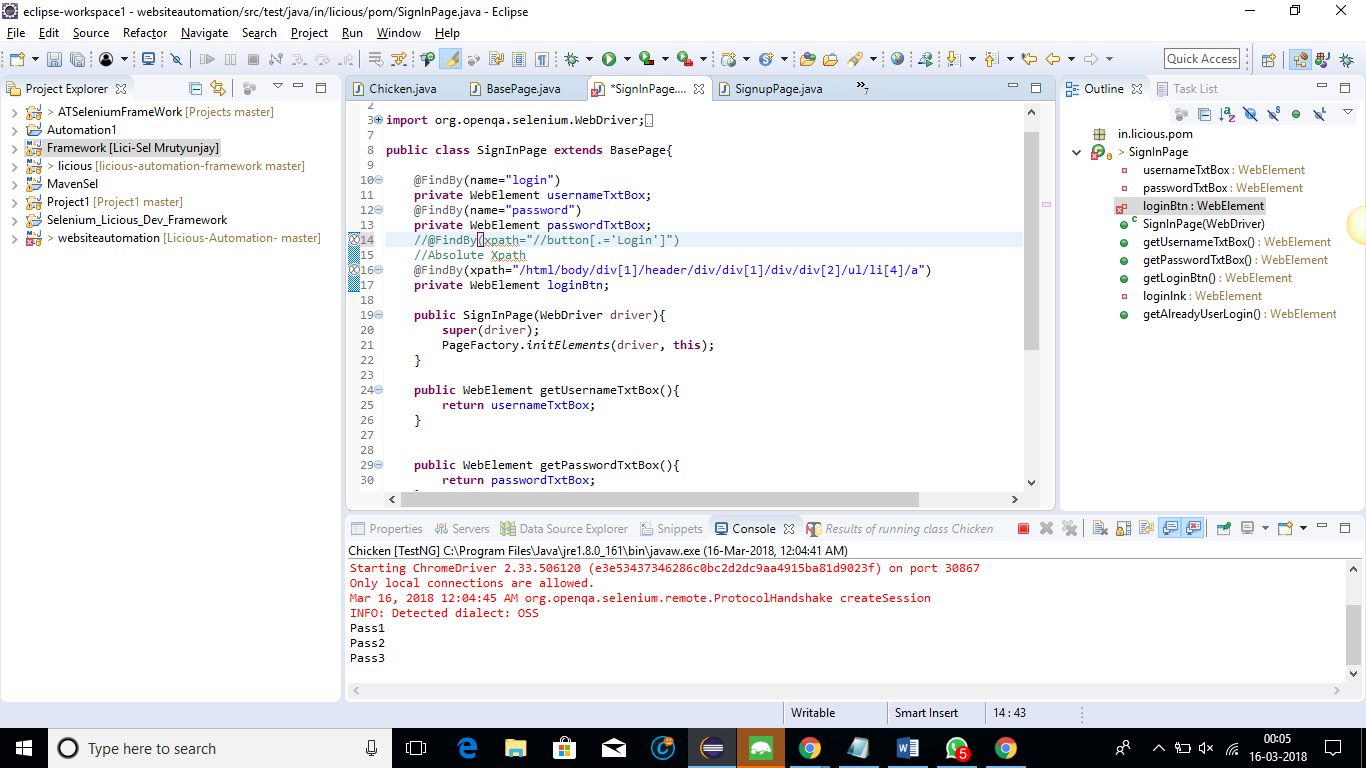 eclipse-workspace1 - websiteautomation/src/test/java/in/licious/pom/SignInPage.java - Eclipse
File Edit Source Refactor Navigate Search Project Run Window Help
Quick Access
Project Explorer
> ATSeleniumFrameWork [Projects master]
Automation1
Framework [Lici-Sel Mrutyunjay]
> licious [licious-automation-framework master]
MavenSel
Project1 [Project1 master]
Selenium_Licious_Dev_Framework
> websiteautomation [Licious-Automation- master]
Chicken.java BasePage.java *SignInPage.... SignupPage.java »7
2
3 import org.openqa.selenium.WebDriver;
7
8 public class SignInPage extends BasePage{
9
10 @FindBy(name="login")
11 private WebElement usernameTxtBox;
12 @FindBy(name="password")
13 private WebElement passwordTxtBox;
14 //@FindBy(xpath="//button[.='Login']")
15 //Absolute Xpath
16 @FindBy(xpath="/html/body/div[1]/header/div/div[1]/div/div[2]/ul/li[4]/a")
17 private WebElement loginBtn;
18
19 public SignInPage(WebDriver driver){
20 super(driver);
21 PageFactory.initElements(driver, this);
22 }
23
24 public WebElement getUsernameTxtBox(){
25 return usernameTxtBox;
26 }
27
28
29 public WebElement getPasswordTxtBox(){
30 return passwordTxtBox;
Outline Task List
in.licious.pom
> SignInPage
usernameTxtBox : WebElement
passwordTxtBox : WebElement
loginBtn : WebElement
SignInPage(WebDriver)
getUsernameTxtBox() : WebElement
getPasswordTxtBox() : WebElement
getLoginBtn() : WebElement
loginInk : WebElement
getAlreadyUserLogin() : WebElement
Properties Servers Data Source Explorer Snippets Console Results of running class Chicken
Chicken [TestNG] C:\Program Files\Java\jre1.8.0_161\bin\javaw.exe (16-Mar-2018, 12:04:41 AM)
Starting ChromeDriver 2.33.506120 (e3e53437346286c0bc2d2dc9aa4915ba81d9023f) on port 30867
Only local connections are allowed.
Mar 16, 2018 12:04:45 AM org.openqa.selenium.remote.ProtocolHandshake createSession
INFO: Detected dialect: OSS
Pass1
Pass2
Pass3
Writable Smart Insert 14 : 43
Type here to search
5
00:05
16-03-2018